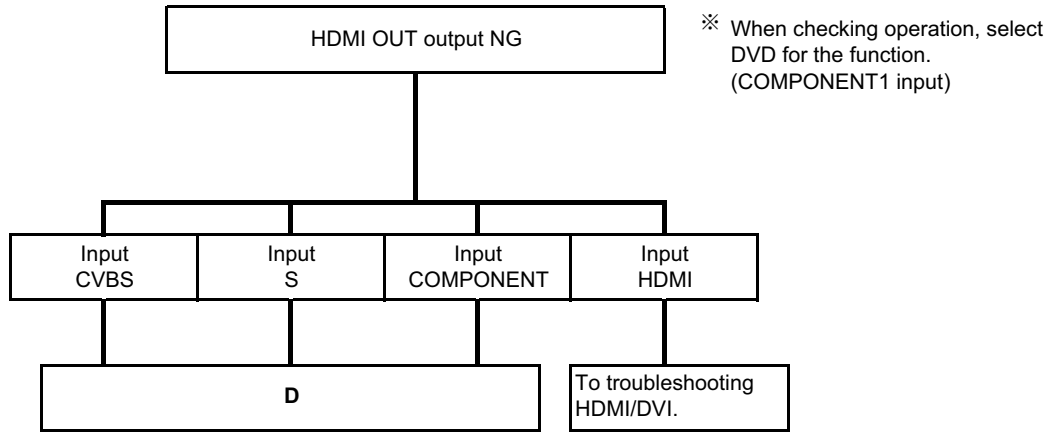 HDMI OUT output NG
※ When checking operation, select
DVD for the function.
(COMPONENT1 input)
Input
CVBS
Input
S
Input
COMPONENT
Input
HDMI
D
To troubleshooting
HDMI/DVI.